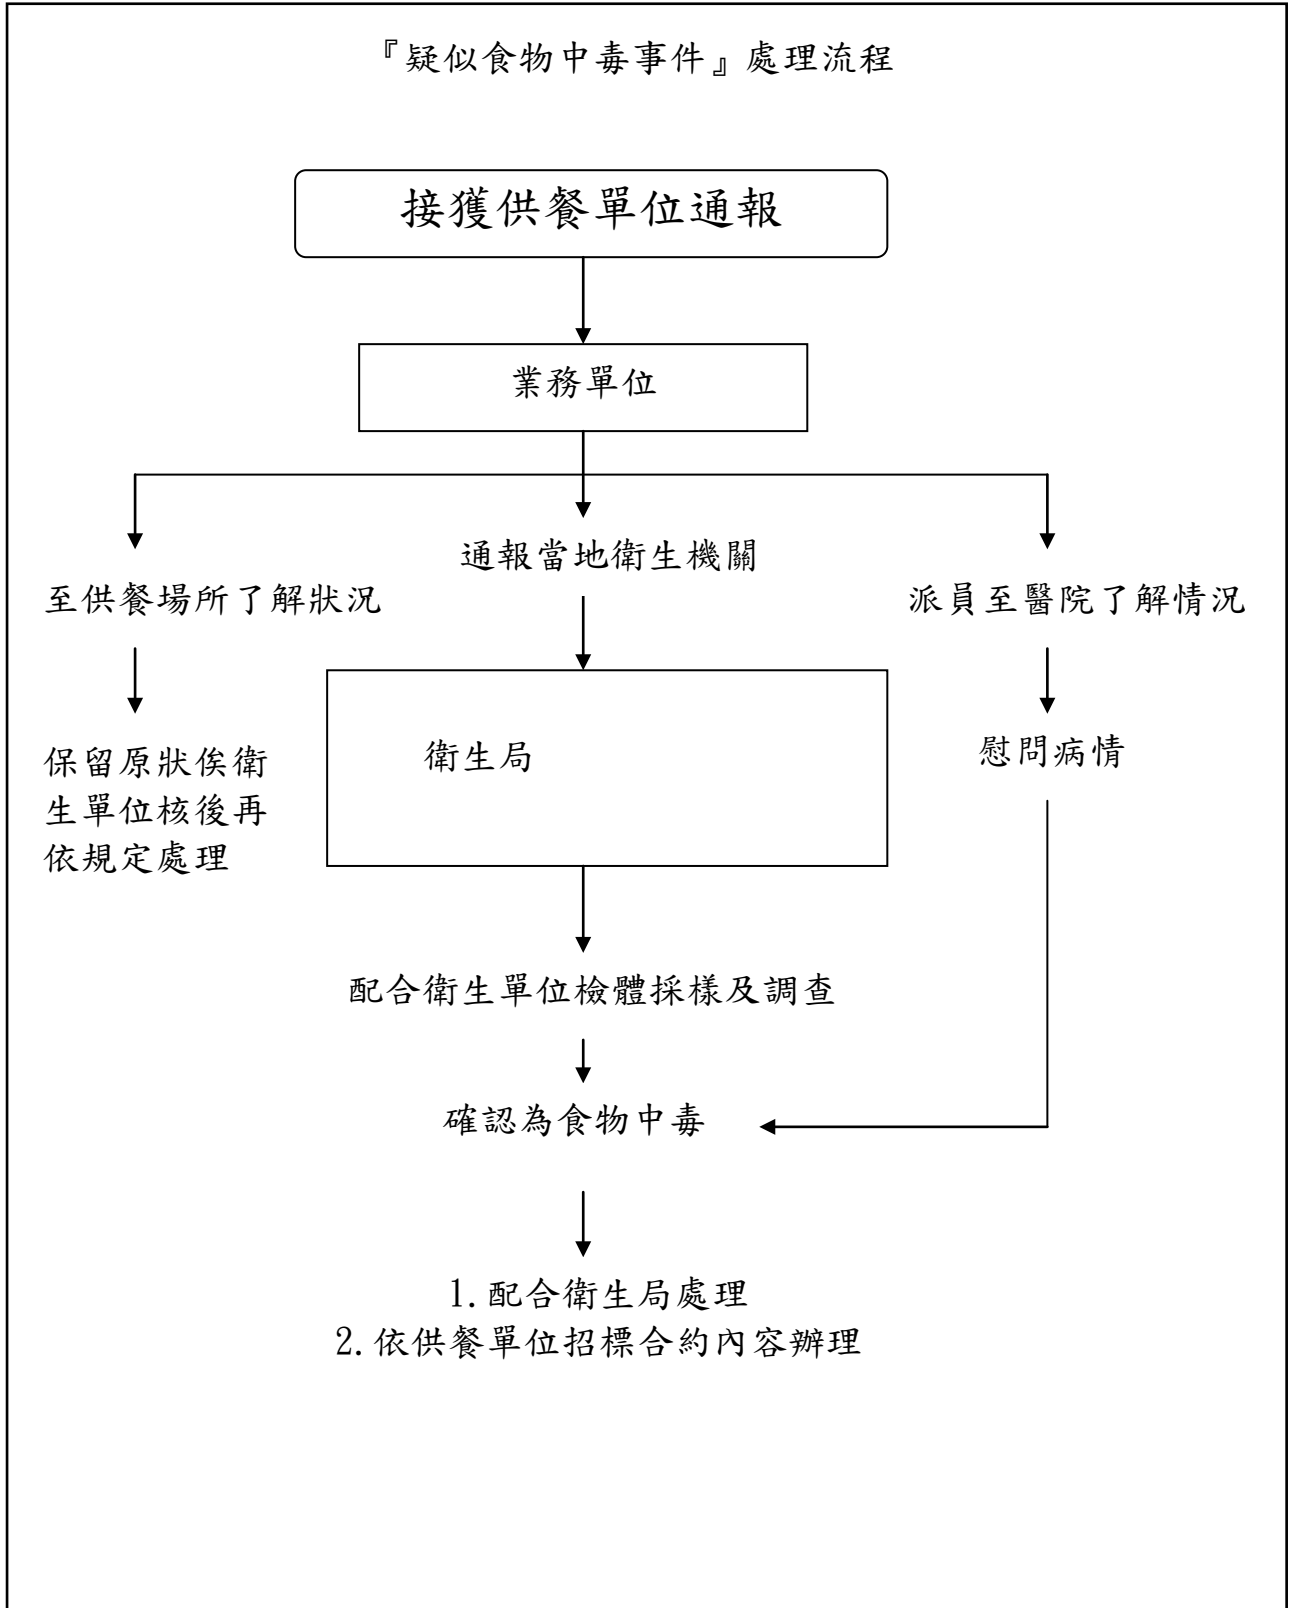 『疑似食物中毒事件』處理流程
接獲供餐單位通報
業務單位
通報當地衛生機關
至供餐場所了解狀況
派員至醫院了解情況
保留原狀俟衛
生單位核後再
依規定處理
衛生局
慰問病情
配合衛生單位檢體採樣及調查
確認為食物中毒
1.配合衛生局處理
2.依供餐單位招標合約內容辦理